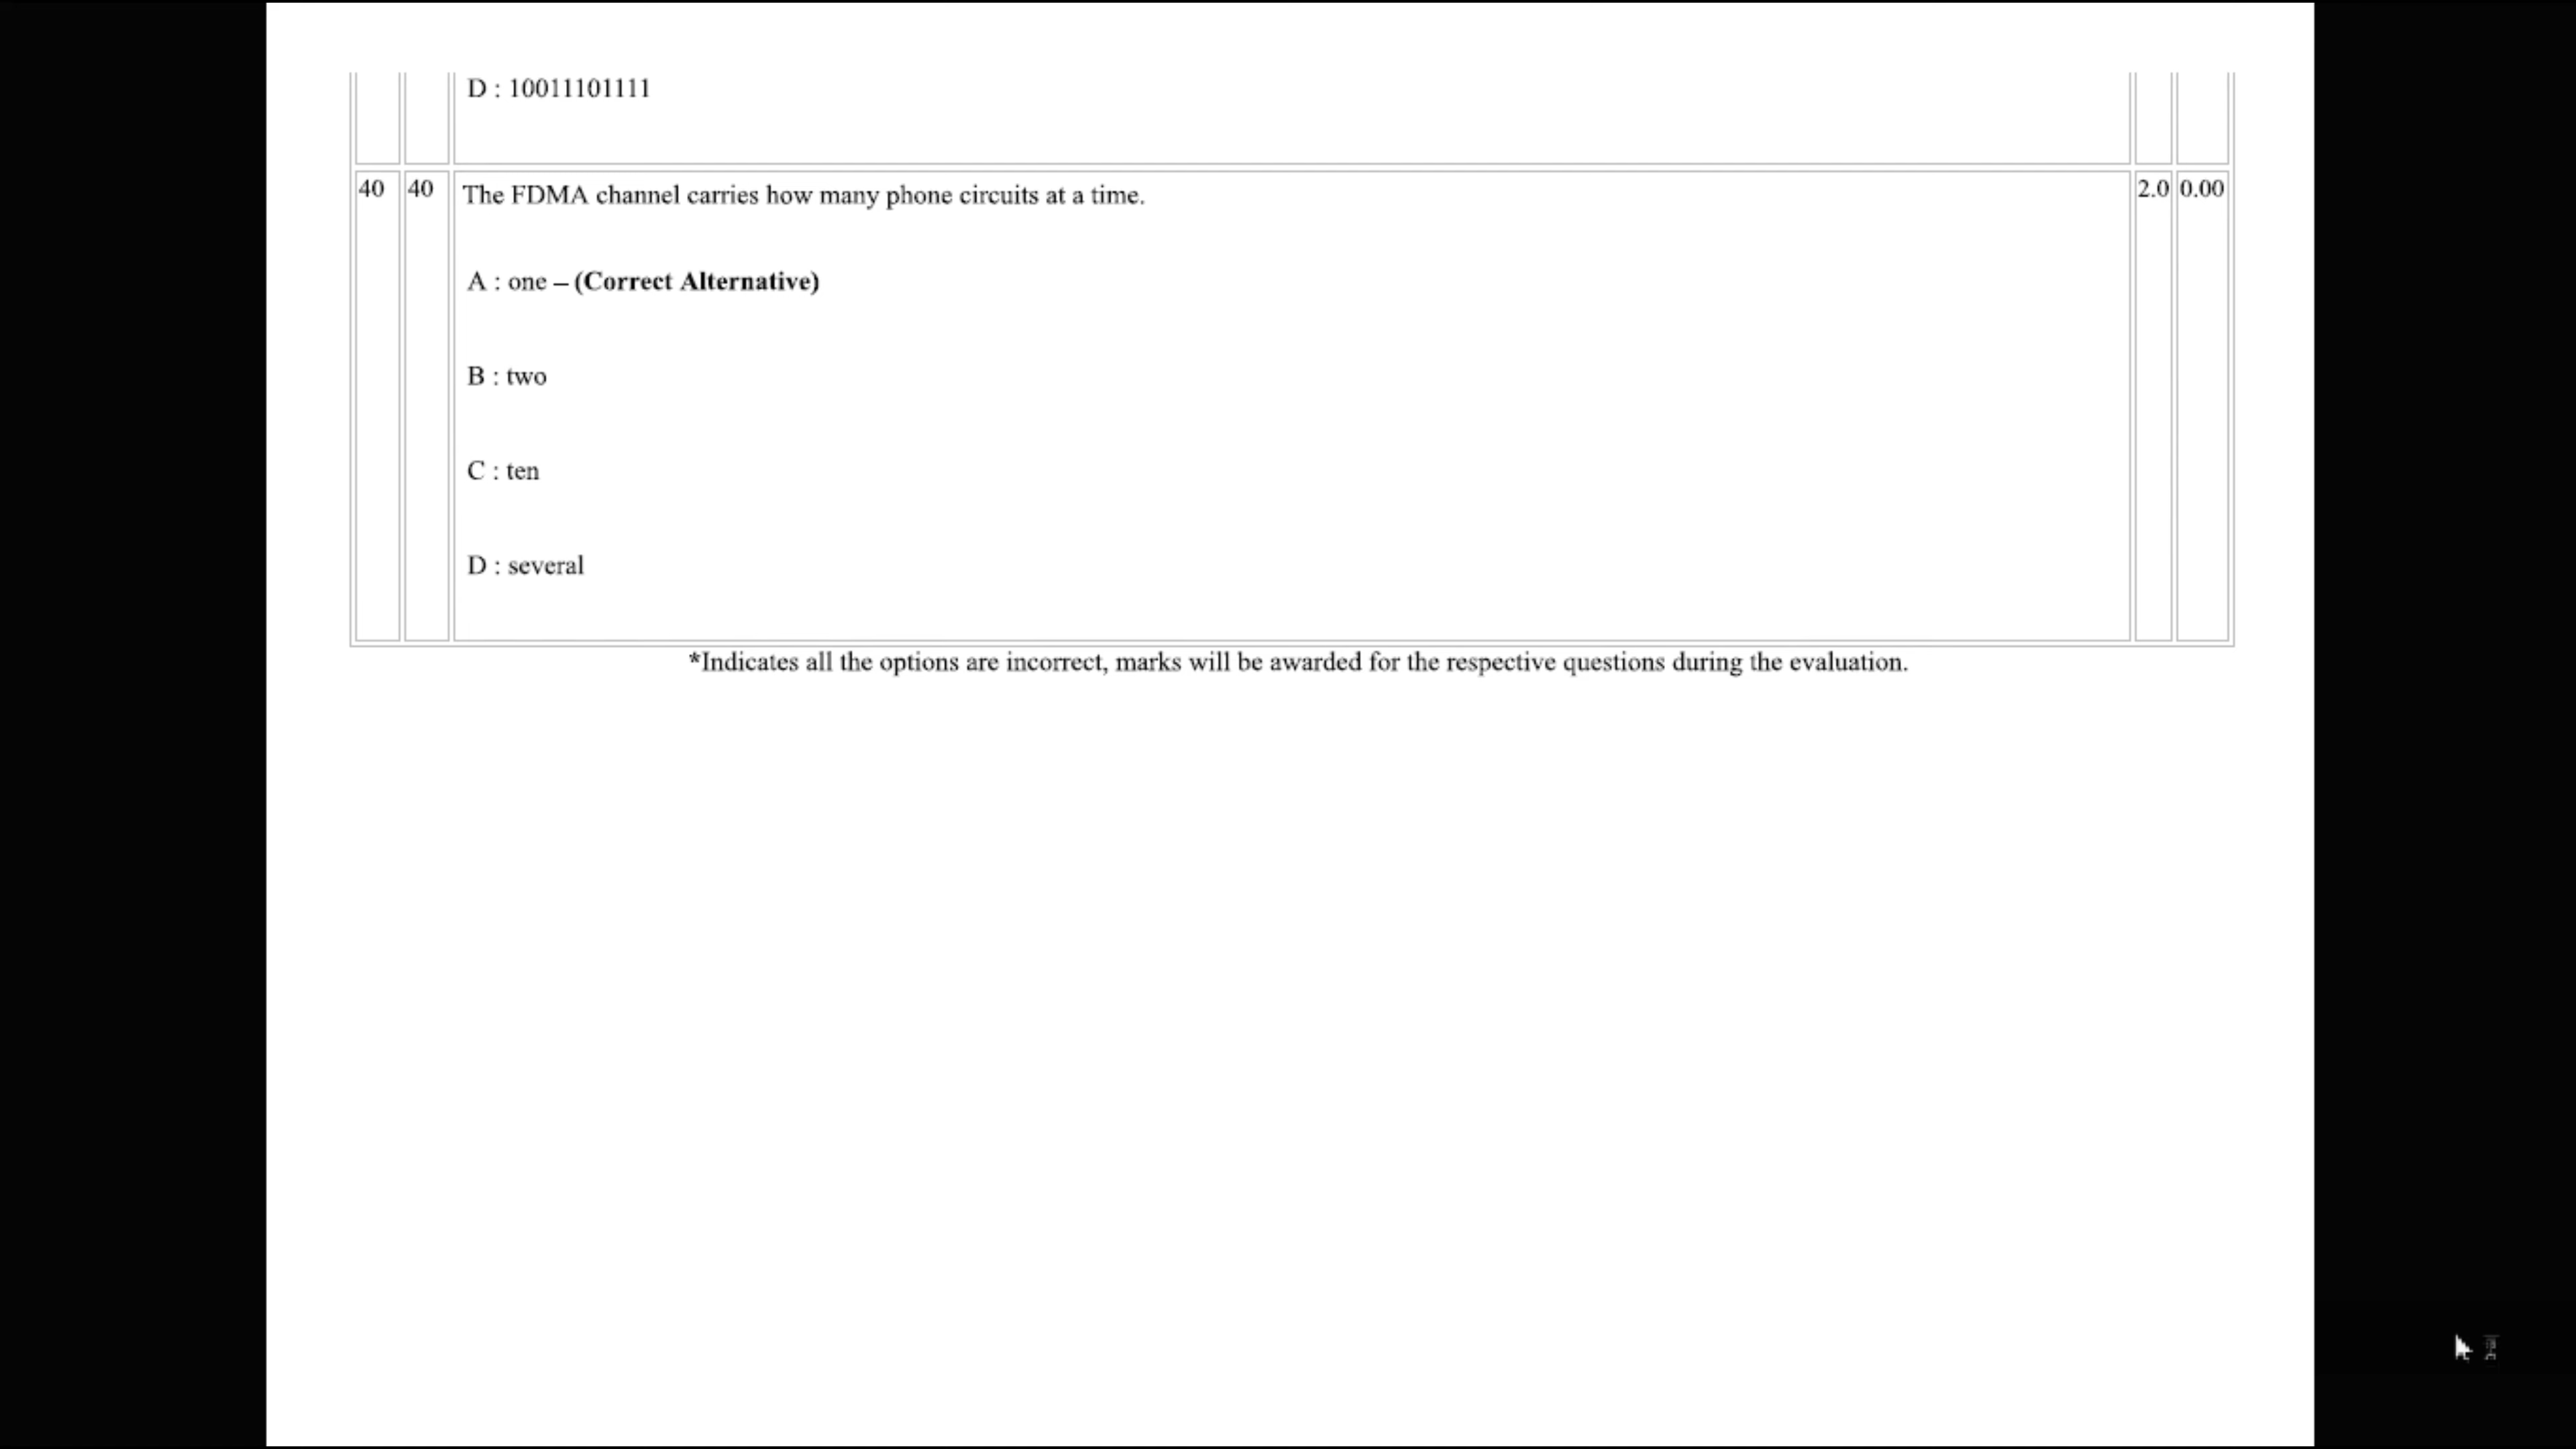 D : 10011101111
40 40 The FDMA channel carries how many phone circuits at a time. 2.0 0.00
A : one – (Correct Alternative)
B : two
C : ten
D : several
*Indicates all the options are incorrect, marks will be awarded for the respective questions during the evaluation.